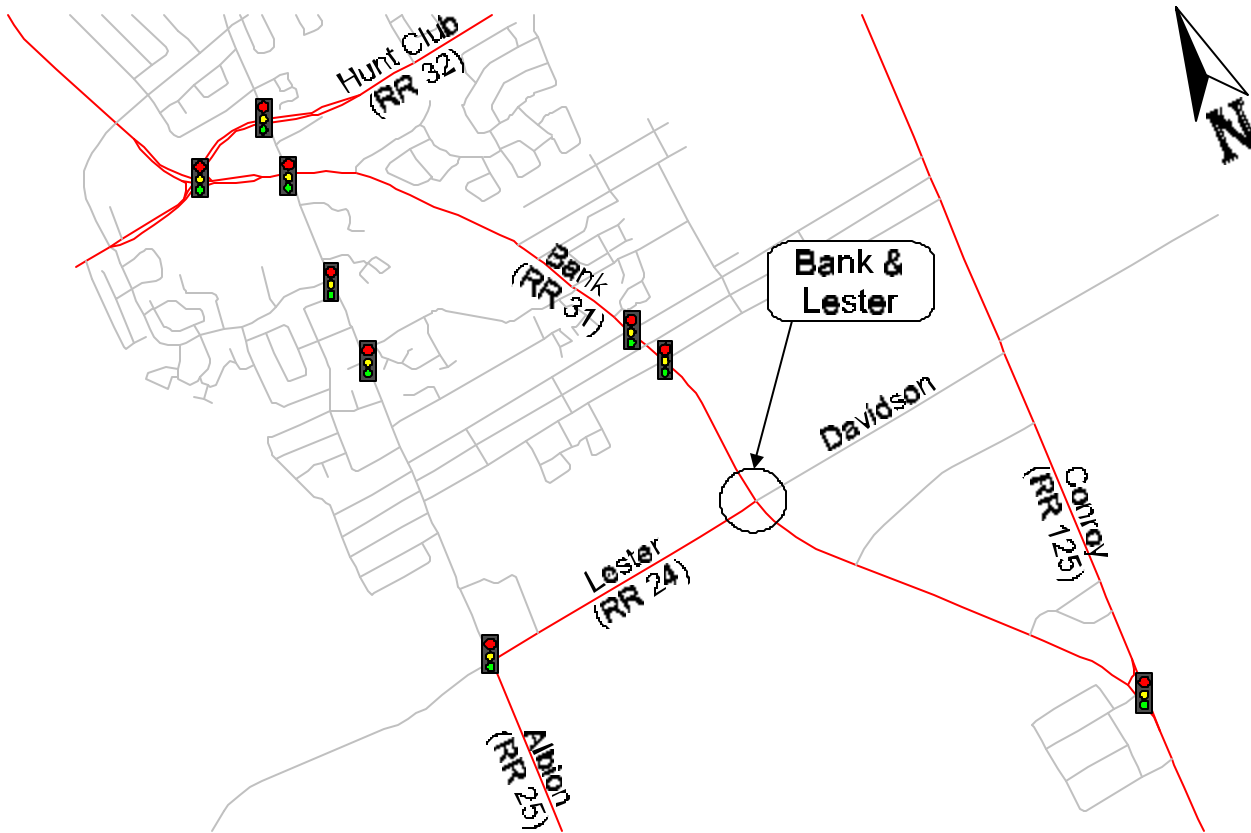 Hunt Club
(RR 32)
N
Bank
(RR 31)
Bank &
Lester
Davidson
Conroy
(RR 125)
Lester
(RR 24)
Albion
(RR 25)